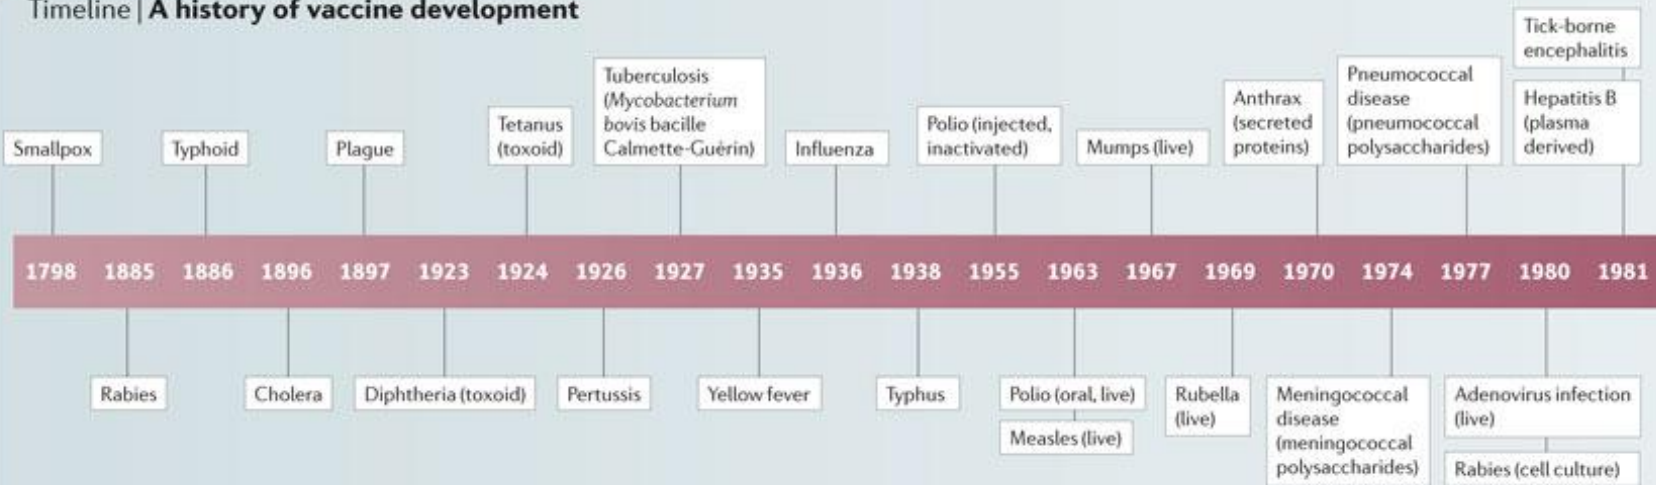 Timeline | A history of vaccine development
Smallpox
Typhoid
Plague
Tetanus
(toxoid)
Tuberculosis
(Mycobacterium
bovis bacille
Calmette-Guérin)
Influenza
Polio (injected,
inactivated)
Mumps (live)
Anthrax
(secreted
proteins)
Pneumococcal
disease
(pneumococcal
polysaccharides)
Tick-borne
encephalitis
Hepatitis B
(plasma
derived)
1798 1885 1886 1896 1897 1923 1924 1926 1927 1935 1936 1938 1955 1963 1967 1969 1970 1974 1977 1980 1981
Rabies
Cholera
Diphtheria (toxoid)
Pertussis
Yellow fever
Typhus
Polio (oral, live)
Measles (live)
Rubella
(live)
Meningococcal
disease
(meningococcal
polysaccharides)
Adenovirus infection
(live)
Rabies (cell culture)